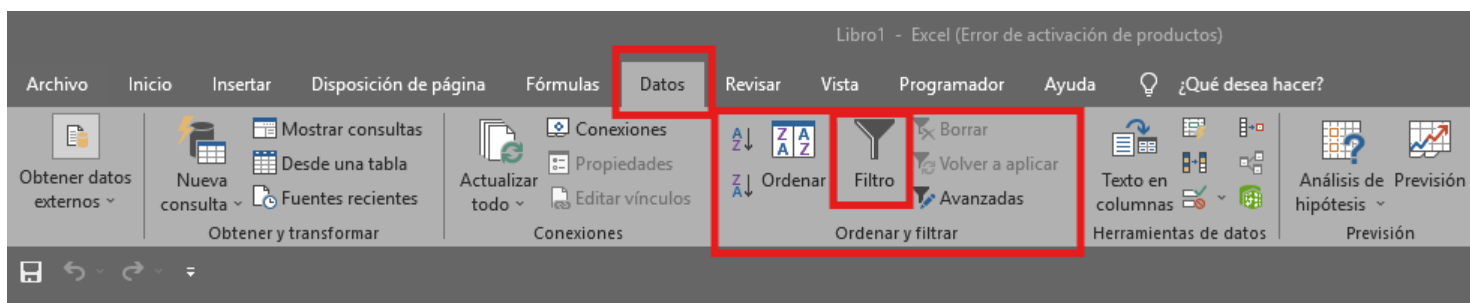 Libro1 - Excel (Error de activación de productos)
Archivo Inicio Insertar Disposición de página Fórmulas Datos Revisar Vista Programador Ayuda ¿Qué desea hacer?
Obtener datos
externos
Nueva
consulta
Mostrar consultas
Desde una tabla
Fuentes recientes
Obtener y transformar
Actualizar
todo
Conexiones
Propiedades
Editar vínculos
Conexiones
Ordenar
Filtro
Borrar
Volver a aplicar
Avanzadas
Ordenar y filtrar
Texto en
columnas
Herramientas de datos
Análisis de
hipótesis
Previsión
Previsión